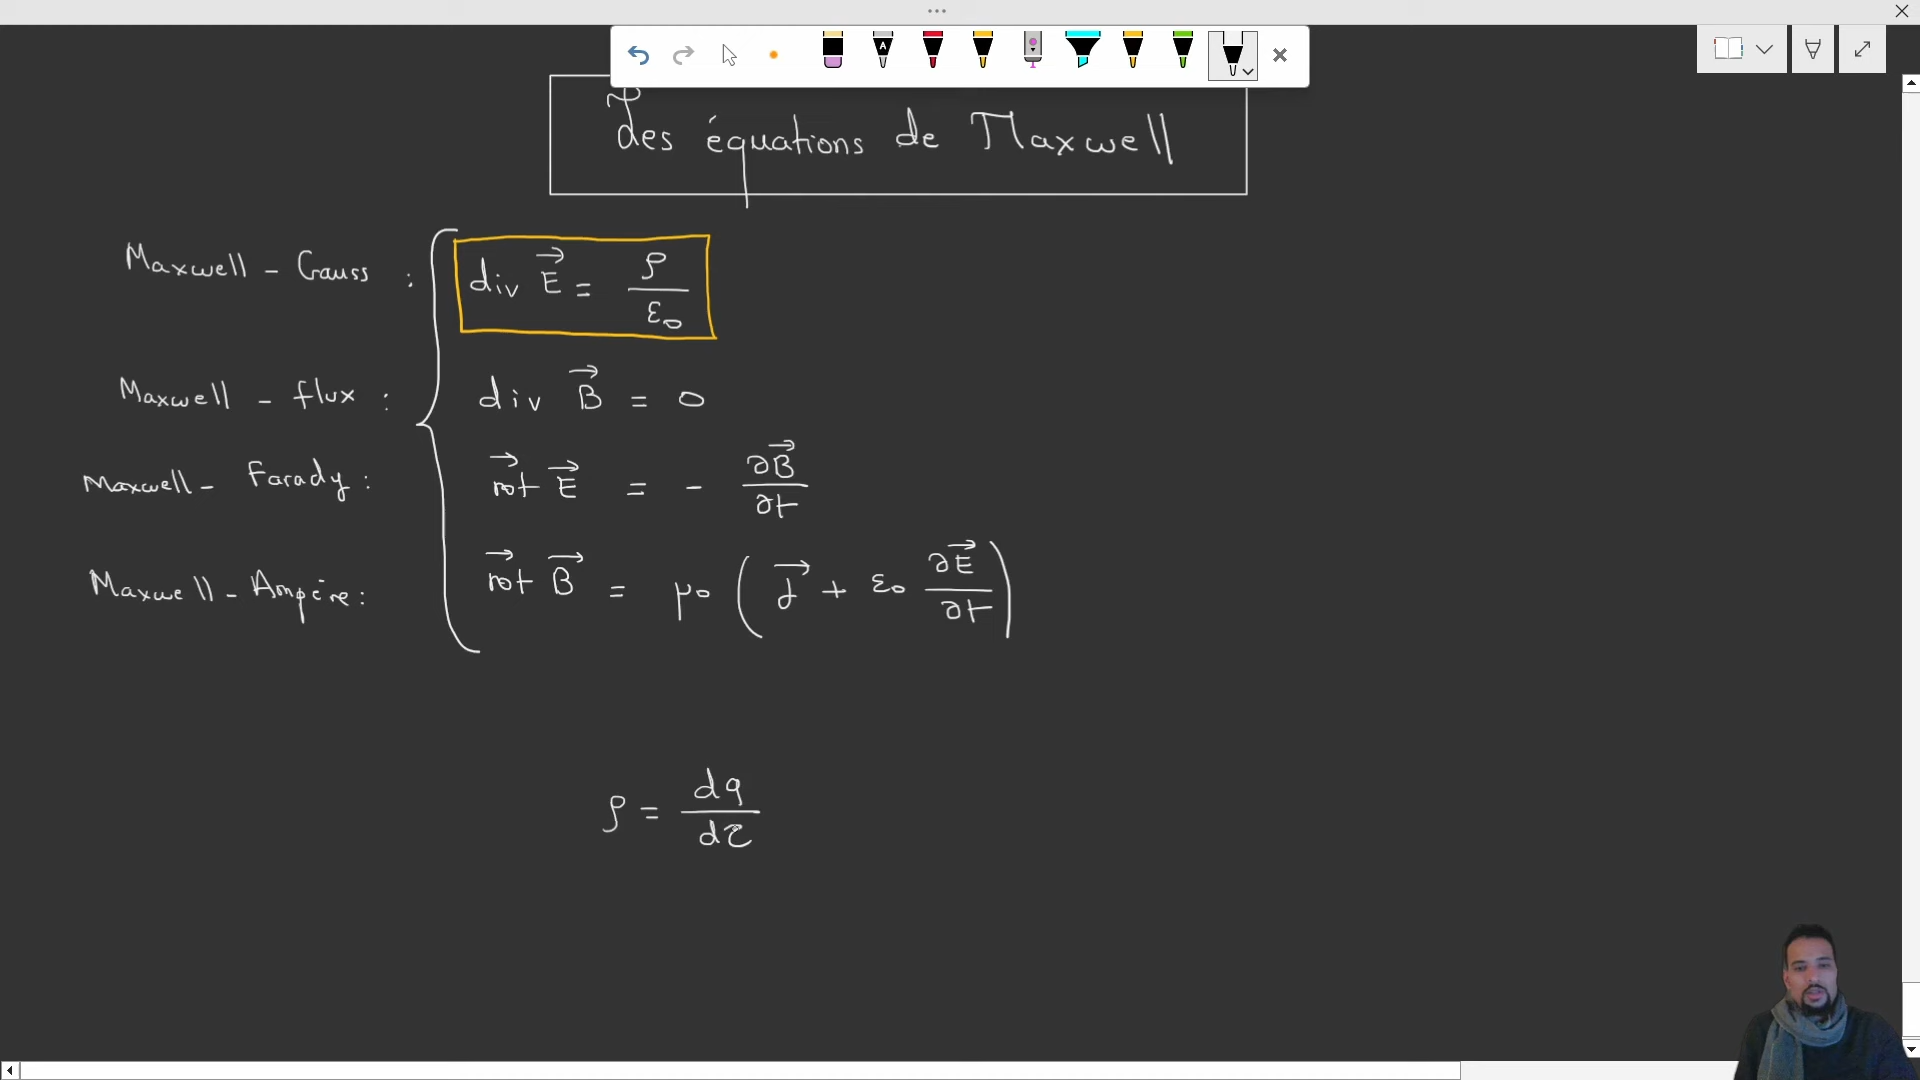 Les équations de Maxwell
Maxwell - Gauss : div E⃗ = ρ / ε₀
Maxwell - flux : div B⃗ = 0
Maxwell - Farady : rot⃗ E⃗ = - ∂B⃗ / ∂t
Maxwell - Ampère : rot⃗ B⃗ = μ₀ ( j⃗ + ε₀ ∂E⃗ / ∂t )
ρ = dq / dτ